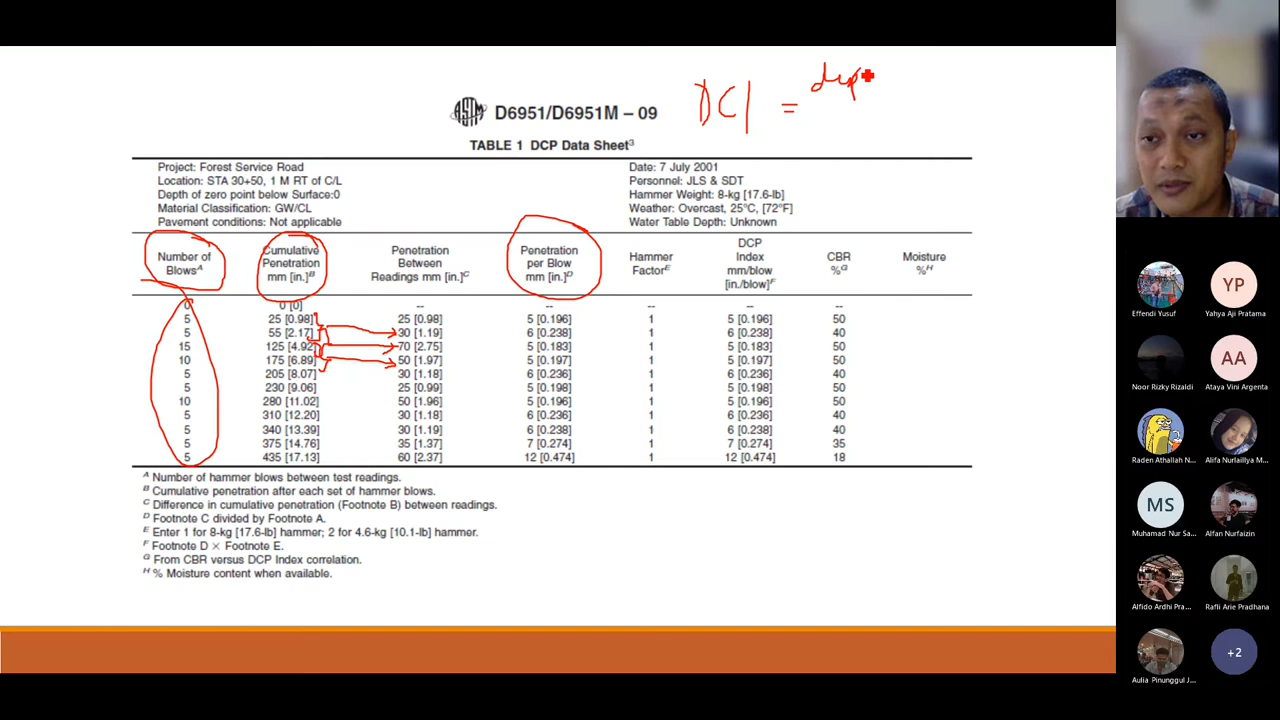 DCI = dep
ASTM D6951/D6951M – 09
TABLE 1 DCP Data Sheet3
Project: Forest Service Road
Location: STA 30+50, 1 M RT of C/L
Depth of zero point below Surface:0
Material Classification: GW/CL
Pavement conditions: Not applicable
Date: 7 July 2001
Personnel: JLS & SDT
Hammer Weight: 8-kg [17.6-lb]
Weather: Overcast, 25°C, [72°F]
Water Table Depth: Unknown
Number of
BlowsA
Cumulative
Penetration
mm [in.]B
Penetration
Between
Readings mm [in.]C
Penetration
per Blow
mm [in.]D
Hammer
FactorE
DCP
Index
mm/blow
[in./blow]F
CBR
%G
Moisture
%H
0 0 [0] -- -- -- -- --
5 25 [0.98] 25 [0.98] 5 [0.196] 1 5 [0.196] 50
5 55 [2.17] 30 [1.19] 6 [0.238] 1 6 [0.238] 40
15 125 [4.92] 70 [2.75] 5 [0.183] 1 5 [0.183] 50
10 175 [6.89] 50 [1.97] 5 [0.197] 1 5 [0.197] 50
5 205 [8.07] 30 [1.18] 6 [0.236] 1 6 [0.236] 40
5 230 [9.06] 25 [0.99] 5 [0.198] 1 5 [0.198] 50
10 280 [11.02] 50 [1.96] 5 [0.196] 1 5 [0.196] 50
5 310 [12.20] 30 [1.18] 6 [0.236] 1 6 [0.236] 40
5 340 [13.39] 30 [1.19] 6 [0.238] 1 6 [0.238] 40
5 375 [14.76] 35 [1.37] 7 [0.274] 1 7 [0.274] 35
5 435 [17.13] 60 [2.37] 12 [0.474] 1 12 [0.474] 18
A Number of hammer blows between test readings.
B Cumulative penetration after each set of hammer blows.
C Difference in cumulative penetration (Footnote B) between readings.
D Footnote C divided by Footnote A.
E Enter 1 for 8-kg [17.6-lb] hammer; 2 for 4.6-kg [10.1-lb] hammer.
F Footnote D × Footnote E.
G From CBR versus DCP Index correlation.
H % Moisture content when available.
YP
Effendi Yusuf
Yahya Aji Pratama
AA
Noor Rizky Rizaldi
Ataya Vini Argenta
Raden Athallah N...
Alifa Nurlaillya M...
MS
Muhamad Nur Sa...
Alfan Nurfaizin
Alfido Ardhi Pra...
Rafli Arie Pradhana
+2
Aulia Pinunggul J...